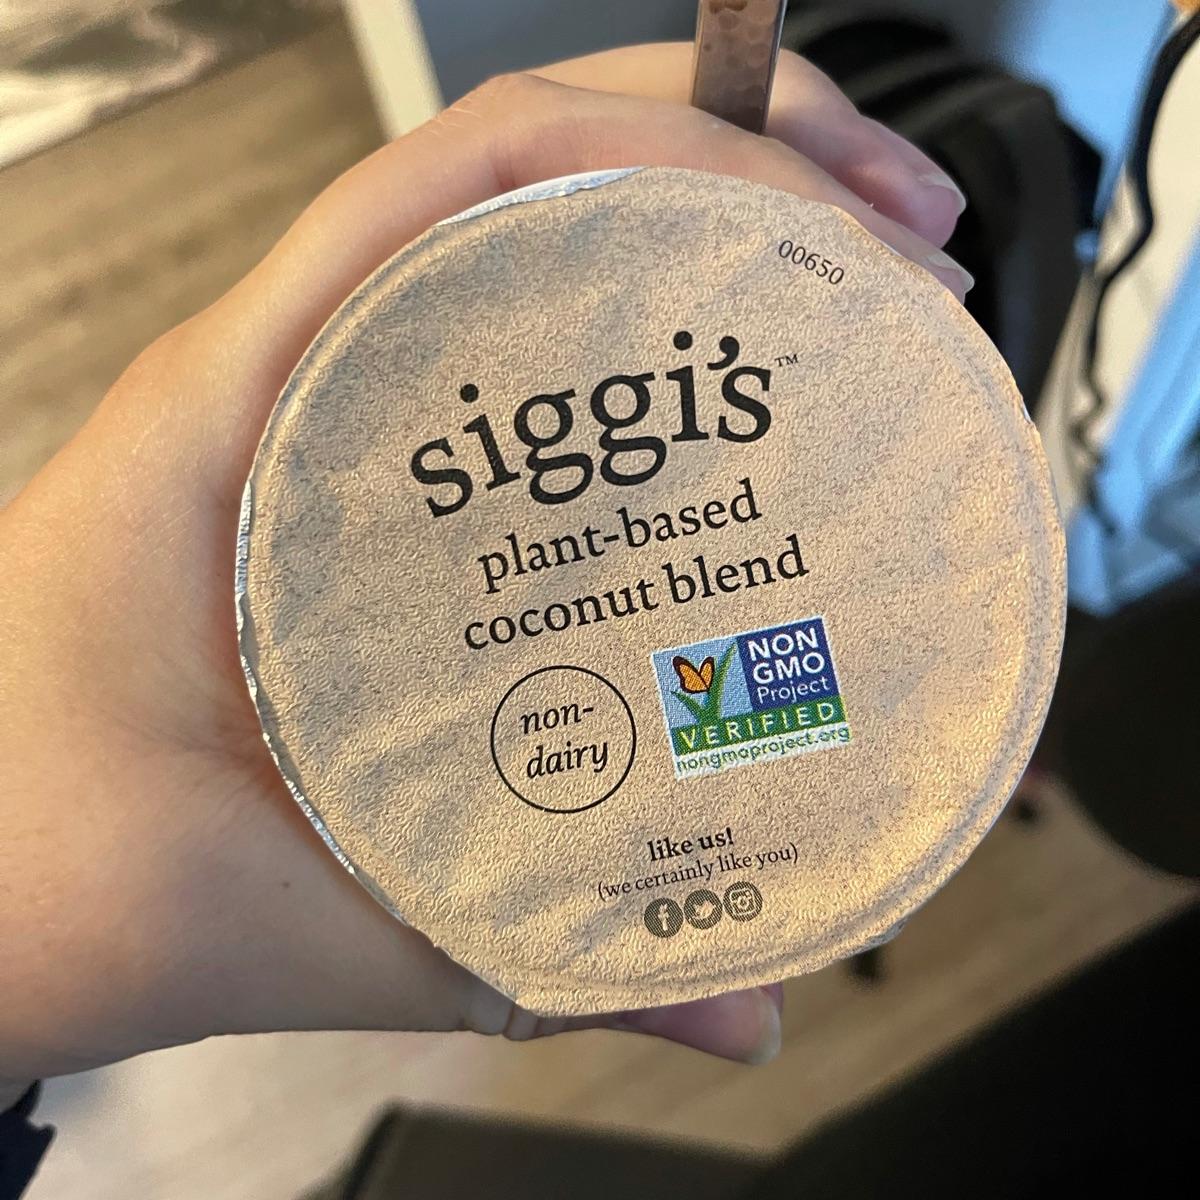 00650
siggi's™
plant-based
coconut blend
non-
dairy
NON
GMO
Project
VERIFIED
nongmoproject.org
like us!
(we certainly like you)